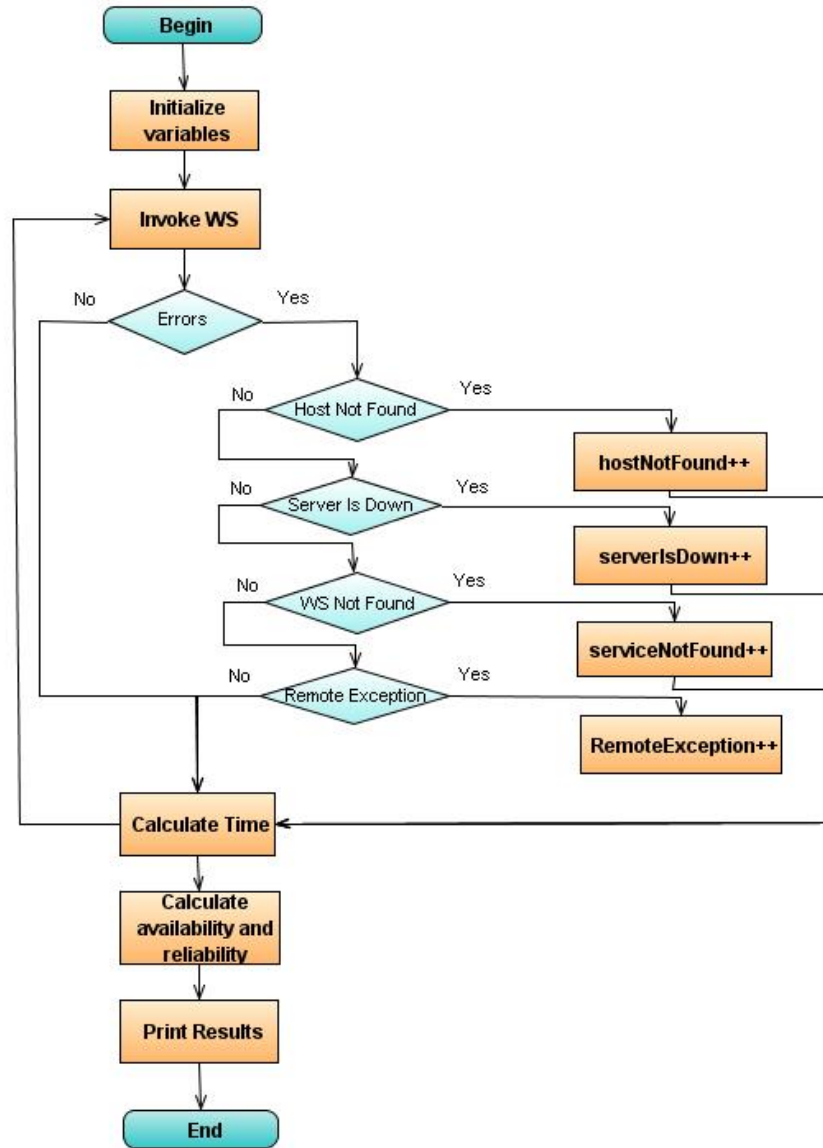 Begin
Initialize
variables
Invoke WS
No
Yes
Errors
No
Yes
Host Not Found
hostNotFound++
No
Yes
Server Is Down
serverIsDown++
No
Yes
WS Not Found
serviceNotFound++
No
Yes
Remote Exception
RemoteException++
Calculate Time
Calculate
availability and
reliability
Print Results
End